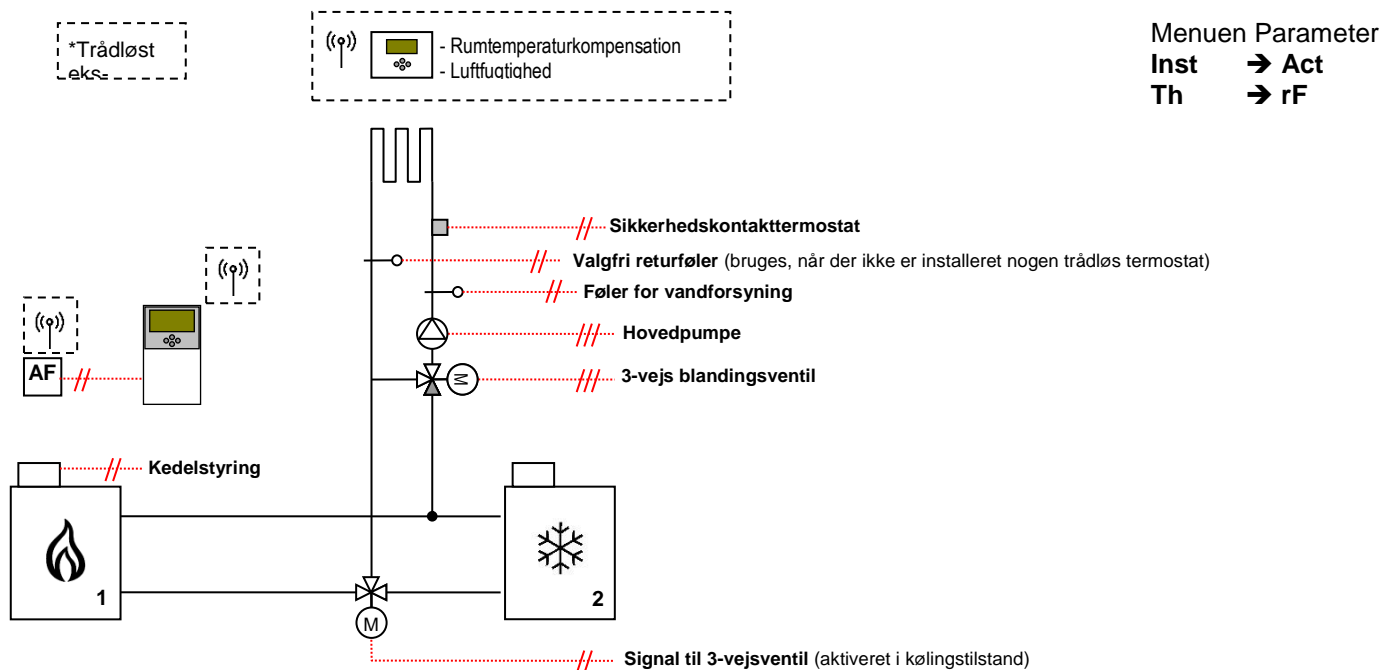 *Trådløst
eks-
- Rumtemperaturkompensation
- Luftfugtighed
Menuen Parameter
Inst ➔ Act
Th ➔ rF
Sikkerhedskontakttermostat
Valgfri returføler (bruges, når der ikke er installeret nogen trådløs termostat)
Føler for vandforsyning
Hovedpumpe
M
3-vejs blandingsventil
AF
Kedelstyring
1
2
M
Signal til 3-vejsventil (aktiveret i kølingstilstand)